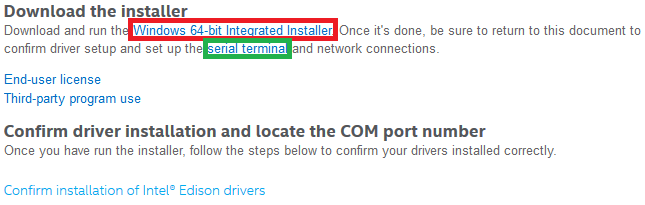 Download the installer
Download and run the Windows 64-bit Integrated Installer. Once it's done, be sure to return to this document to
confirm driver setup and set up the serial terminal and network connections.
End-user license
Third-party program use
Confirm driver installation and locate the COM port number
Once you have run the installer, follow the steps below to confirm your drivers installed correctly.
Confirm installation of Intel® Edison drivers